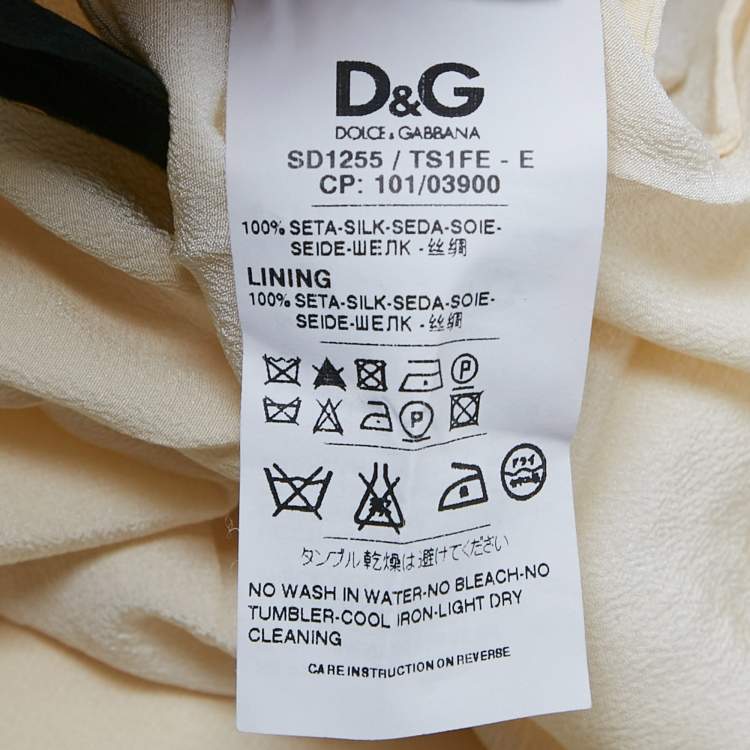 D&G
DOLCE & GABBANA
SD1255 / TS1FE - E
CP: 101/03900
100% SETA-SILK-SEDA-SOIE-
SEIDE-ШЕЛК - 丝绸
LINING
100% SETA-SILK-SEDA-SOIE-
SEIDE-ШЕЛК - 丝绸
P
P
ドライ
タンブル乾燥は避けてください
NO WASH IN WATER-NO BLEACH-NO
TUMBLER-COOL IRON-LIGHT DRY
CLEANING
CARE INSTRUCTION ON REVERSE